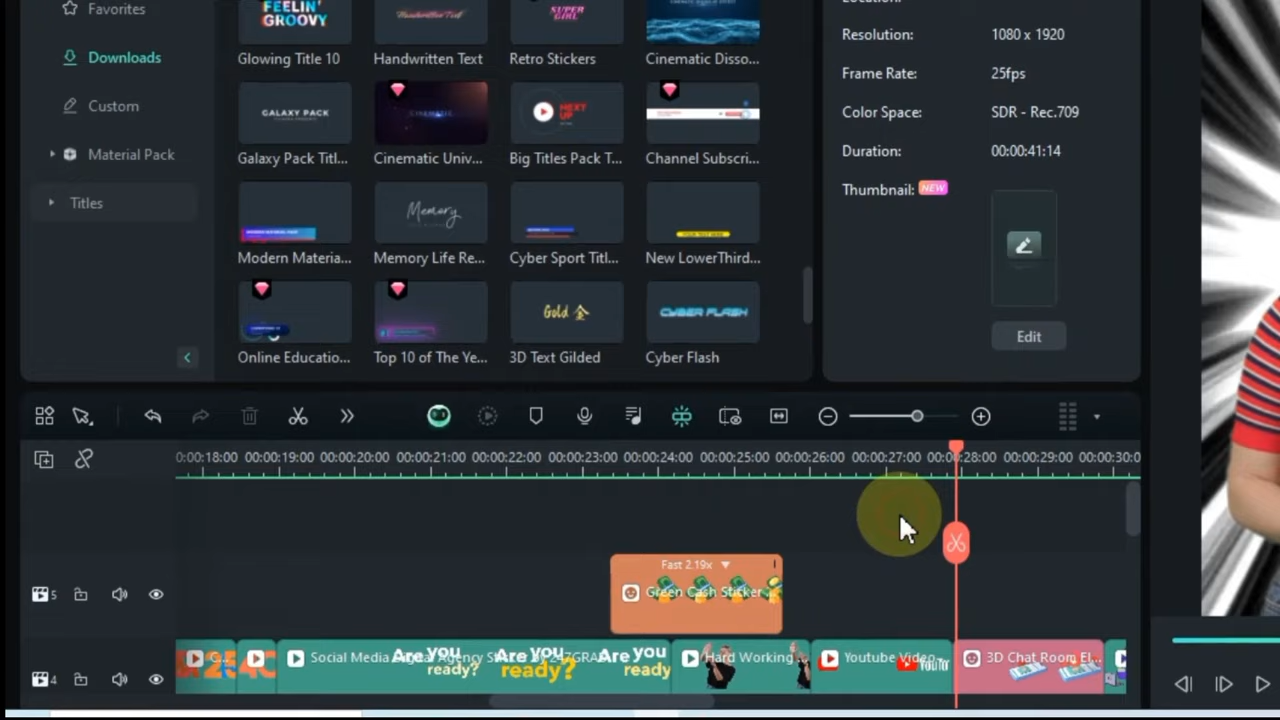 Favorites
Downloads
Custom
Material Pack
Titles
FEELIN'
GROOVY
Handwritten Text
SUPER
GIRL
Glowing Title 10
Handwritten Text
Retro Stickers
Cinematic Disso...
GALAXY PACK
CINEMATIC
NEXT
UP
Galaxy Pack Titl...
Cinematic Univ...
Big Titles Pack T...
Channel Subscri...
Memory
Modern Materia...
Memory Life Re...
Cyber Sport Titl...
New LowerThird...
Gold 金
CYBER FLASH
Online Educatio...
Top 10 of The Ye...
3D Text Gilded
Cyber Flash
Resolution: 1080 x 1920
Frame Rate: 25fps
Color Space: SDR - Rec.709
Duration: 00:00:41:14
Thumbnail: NEW
Edit
0:00:18:00 00:00:19:00 00:00:20:00 00:00:21:00 00:00:22:00 00:00:23:00 00:00:24:00 00:00:25:00 00:00:26:00 00:00:27:00 00:00:28:00 00:00:29:00 00:00:30:0
Fast 2.19x
5
Green Cash Sticker
4
Social Media
Are you
ready?
Are you
ready?
Are you
ready?
Hard Working ...
Youtube Video
3D Chat Room El...